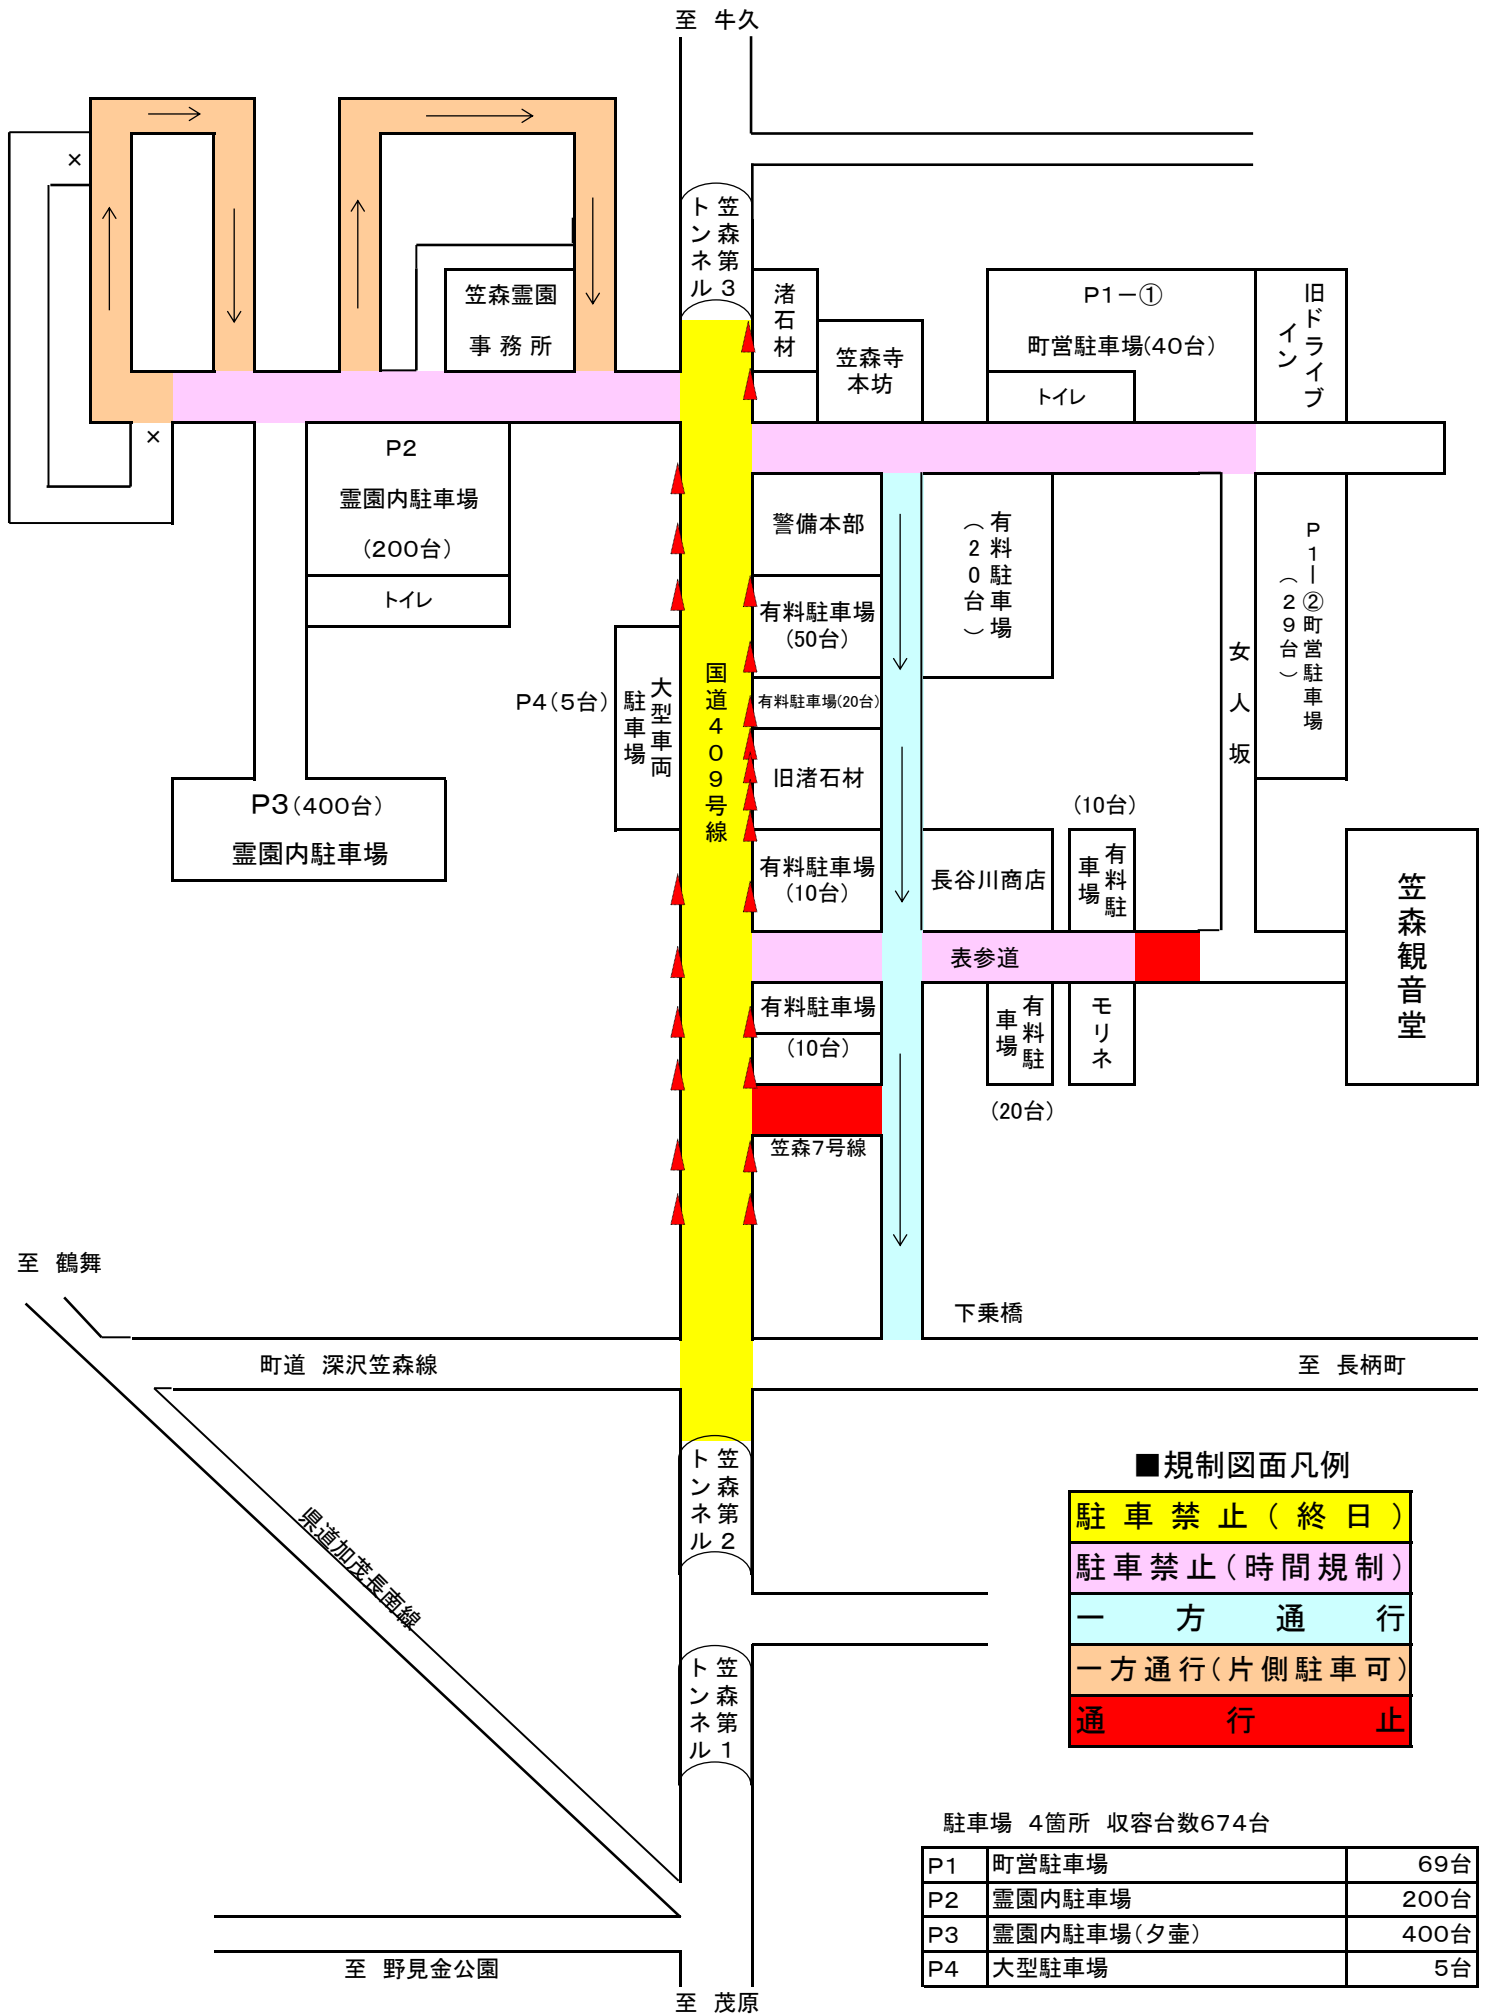 至 牛久
×
笠森第3
トンネル
笠森霊園
事務所
渚石材
笠森寺
本坊
P1-①
町営駐車場(40台)
トイレ
旧ドライブ
イン
×
P2
霊園内駐車場
(200台)
トイレ
警備本部
有料駐車場
(20台)
P1-②町営駐車場
(29台)
有料駐車場
(50台)
女人坂
国道409号線
P4(5台)
大型車両
駐車場
有料駐車場(20台)
旧渚石材
P3(400台)
霊園内駐車場
(10台)
有料駐
車場
有料駐車場
(10台)
長谷川商店
笠森観音堂
表参道
有料駐車場
(10台)
有料駐
車場
(20台)
モリネ
笠森7号線
至 鶴舞
下乗橋
町道 深沢笠森線
至 長柄町
笠森第2
トンネル
県道加茂長南線
■規制図面凡例
駐車禁止(終日)
駐車禁止(時間規制)
一方通行
一方通行(片側駐車可)
通行止
笠森第1
トンネル
駐車場 4箇所 収容台数674台
P1 町営駐車場 69台
P2 霊園内駐車場 200台
P3 霊園内駐車場(夕壷) 400台
P4 大型駐車場 5台
至 野見金公園
至 茂原